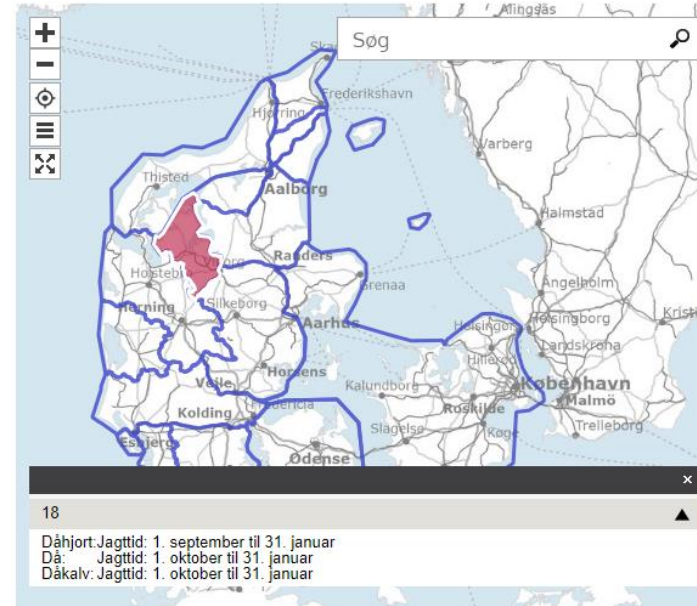 Alingsås
Søg
Frederikshavn
Hjørring
Varberg
Thisted
Aalborg
Halmstad
Randers
Holstebro
Grenaa
Ängelholm
Silkeborg
Herning
Helsingborg
Aarhus
Landskrona
Hillerød
Horsens
København
Vejle
Kalundborg
Malmö
Roskilde
Kolding
Fredericia
Slagelse
Køge
Trelleborg
Esbjerg
Odense
×
18
Dåhjort: Jagttid: 1. september til 31. januar
Då: Jagttid: 1. oktober til 31. januar
Dåkalv: Jagttid: 1. oktober til 31. januar